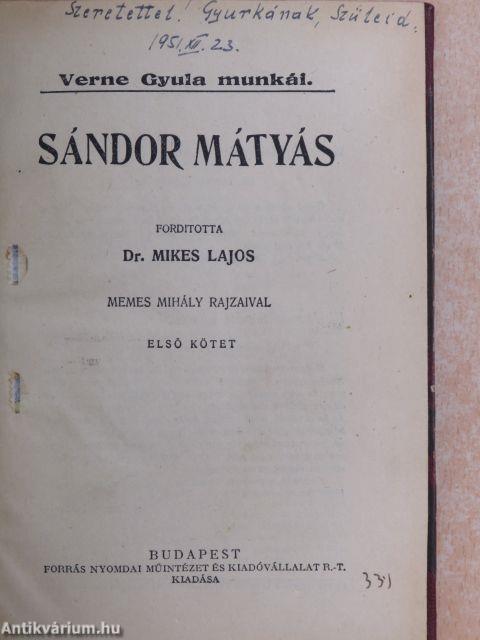 Szeretettel! Gyurkának, Szüleid.
1951. XII. 23.
Verne Gyula munkái.
SÁNDOR MÁTYÁS
FORDITOTTA
Dr. MIKES LAJOS
MEMES MIHÁLY RAJZAIVAL
ELSŐ KÖTET
BUDAPEST
FORRÁS NYOMDAI MŰINTÉZET ÉS KIADÓVÁLLALAT R.-T.
KIADÁSA
331
Antikvárium.hu